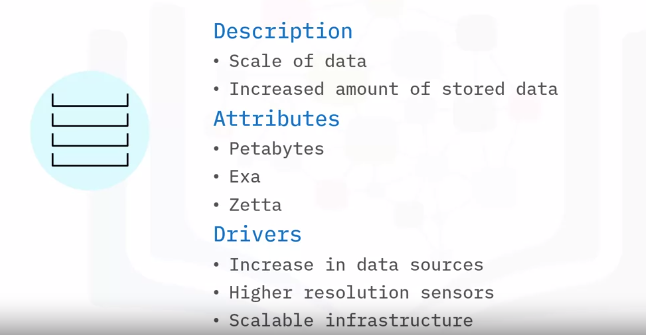 Description
• Scale of data
• Increased amount of stored data
Attributes
• Petabytes
• Exa
• Zetta
Drivers
• Increase in data sources
• Higher resolution sensors
• Scalable infrastructure